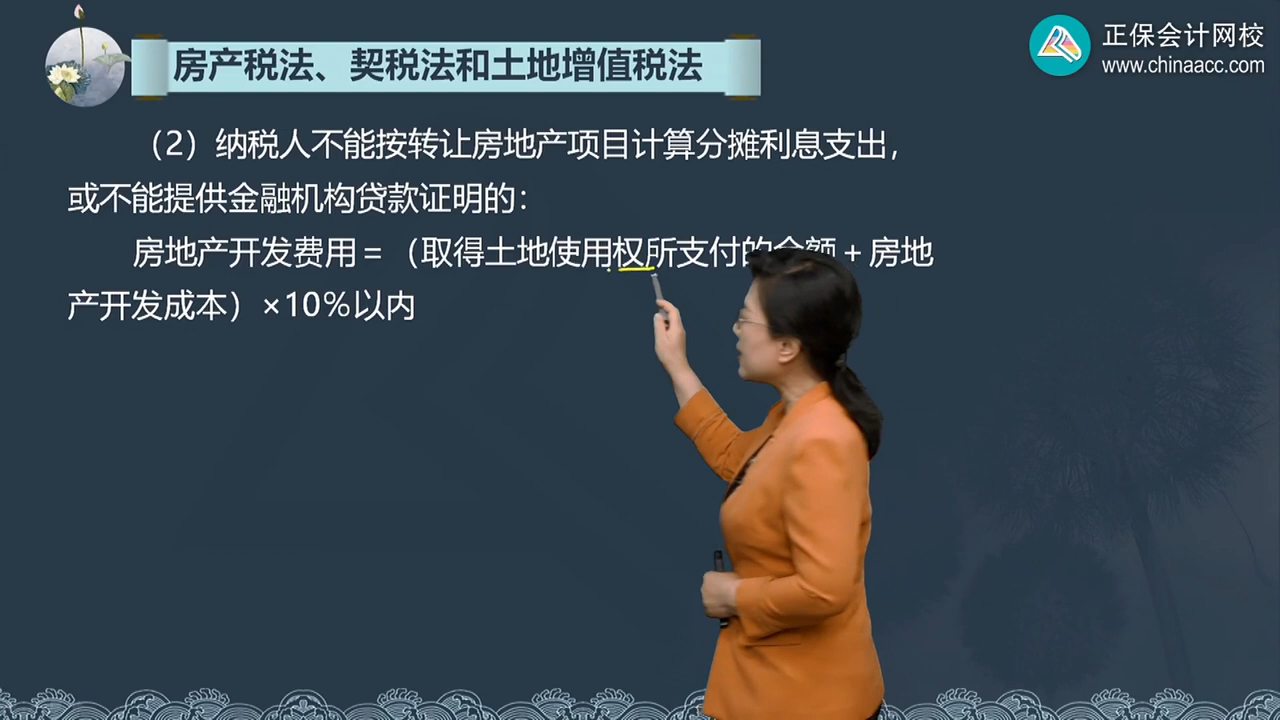 房产税法、契税法和土地增值税法
正保会计网校
www.chinaacc.com
（2）纳税人不能按转让房地产项目计算分摊利息支出，
或不能提供金融机构贷款证明的：
房地产开发费用＝（取得土地使用权所支付的金额＋房地
产开发成本）×10%以内